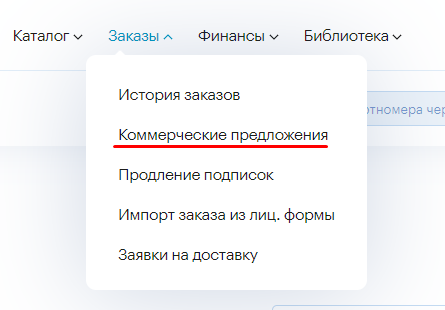 Каталог Заказы Финансы Библиотека
История заказов
Коммерческие предложения
Продление подписок
Импорт заказа из лиц. формы
Заявки на доставку